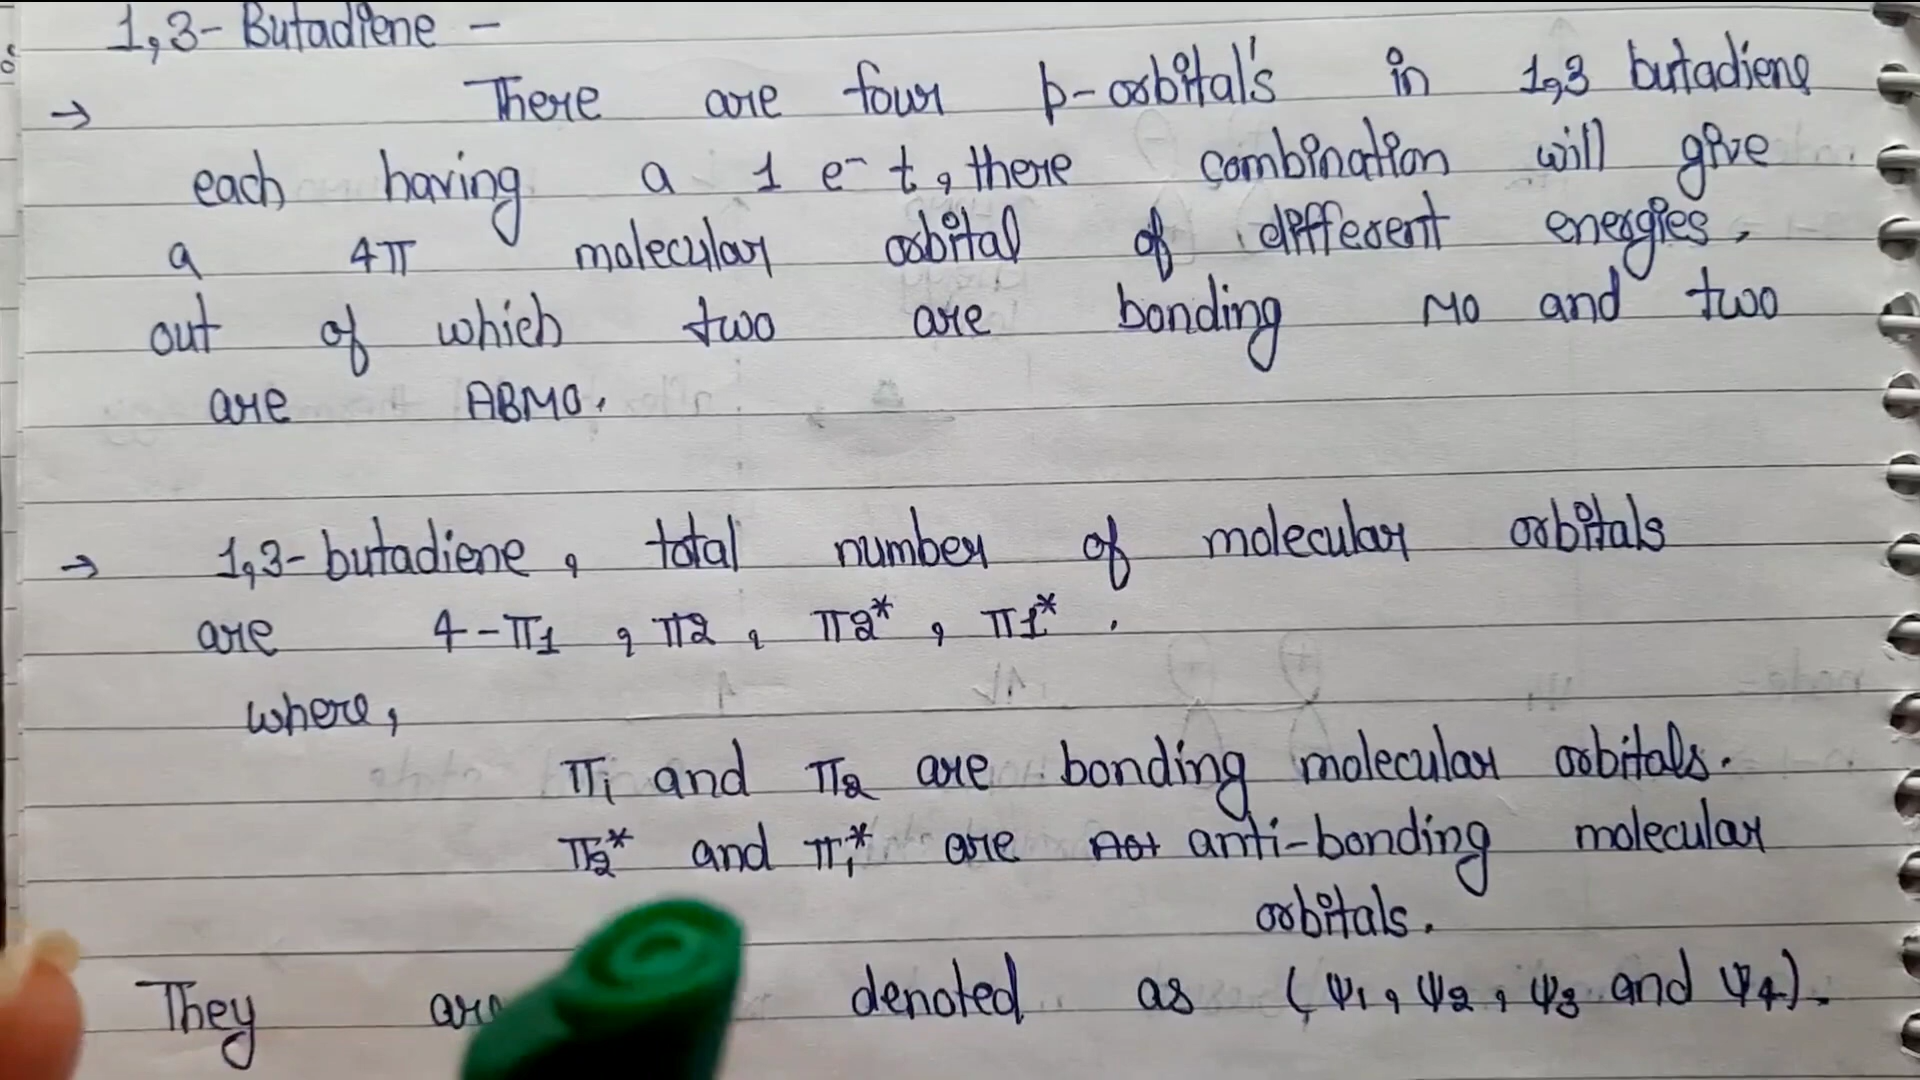 1,3- Butadiene -
→ There are four p-orbital's in 1,3 butadiene
each having a 1 e- t, there combination will give
a 4π molecular orbital of different energies,
out of which two are bonding MO and two
are ABMO.
→ 1,3- butadiene, total number of molecular orbitals
are 4-π1, π2, π2*, π1*.
where,
π1 and π2 are bonding molecular orbitals.
π2* and π1* are anti-bonding molecular
orbitals.
They are denoted as (ψ1, ψ2, ψ3 and ψ4).